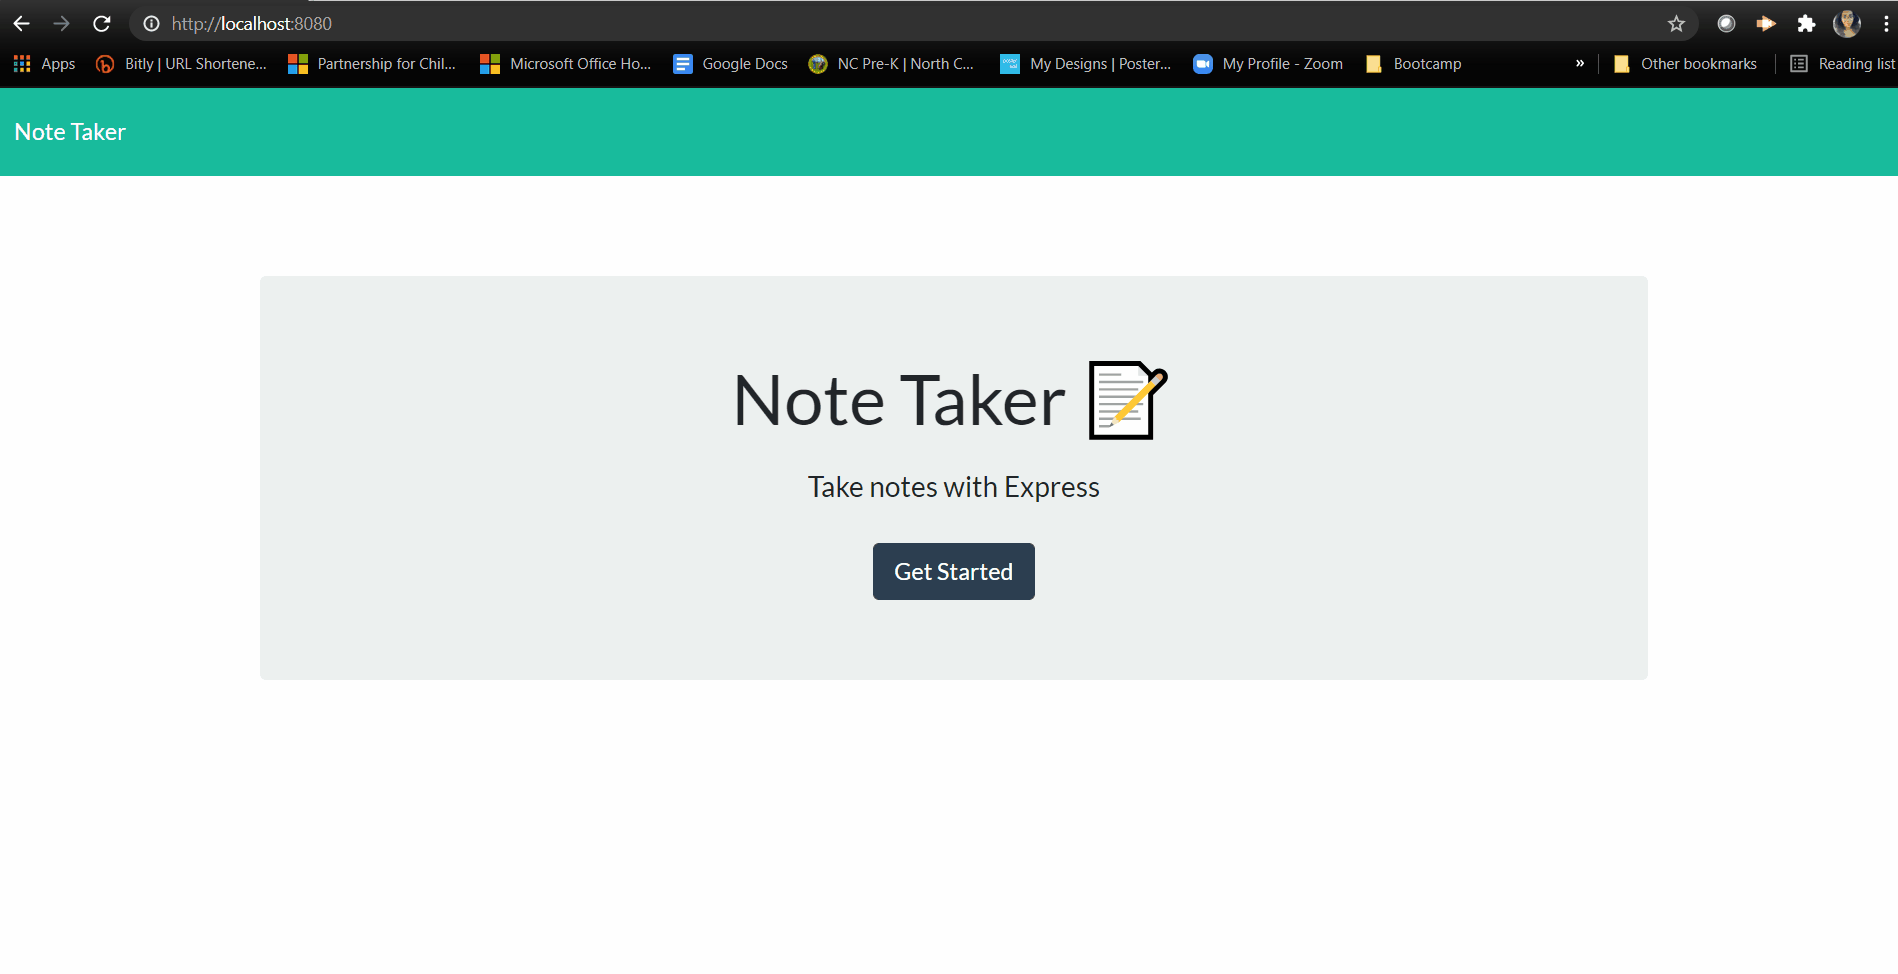 http://localhost:8080
Apps Bitly | URL Shortene... Partnership for Chil... Microsoft Office Ho... Google Docs NC Pre-K | North C... My Designs | Poster... My Profile - Zoom Bootcamp » Other bookmarks Reading list
Note Taker
Note Taker
Take notes with Express
Get Started